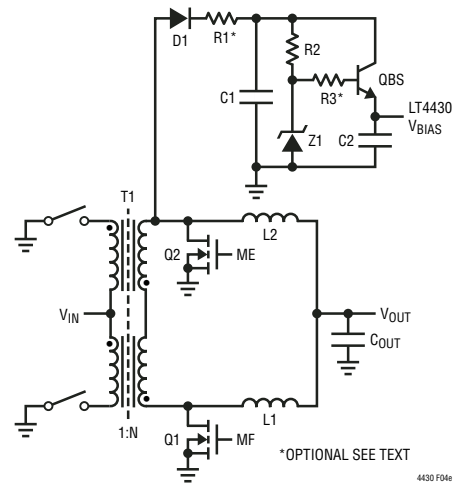 D1
R1*
R2
R3*
QBS
C1
Z1
C2
LT4430
VBIAS
T1
L2
Q2
ME
VIN
VOUT
COUT
L1
Q1
MF
1:N
*OPTIONAL SEE TEXT
4430 F04e